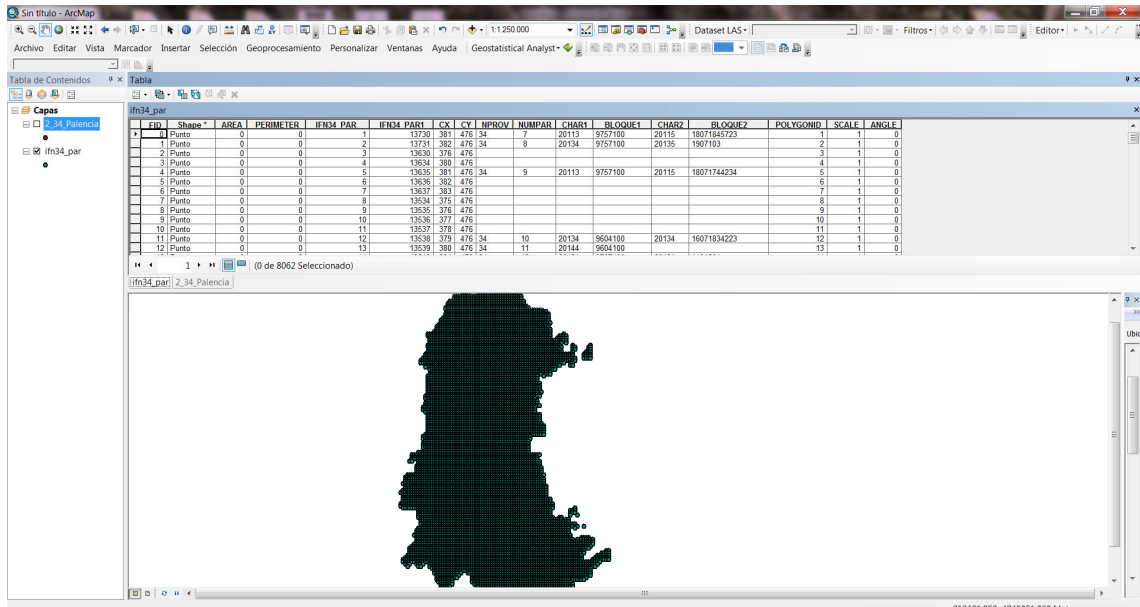 Sin título - ArcMap
1:1.250.000
Dataset LAS
Filtros
Editor
Archivo Editar Vista Marcador Insertar Selección Geoprocesamiento Personalizar Ventanas Ayuda Geostatistical Analyst
Tabla de Contenidos
Tabla
Capas
2_34_Palencia
ifn34_par
ifn34_par
FID Shape * AREA PERIMETER IFN34_PAR IFN34_PAR1 CX CY NPROV NUMPAR CHAR1 BLOQUE1 CHAR2 BLOQUE2 POLYGONID SCALE ANGLE
0 Punto 0 0 1 13730 381 476 34 7 20113 9757100 20115 18071845723 1 1 0
1 Punto 0 0 2 13731 382 476 34 8 20134 9757100 20135 1907103 2 1 0
2 Punto 0 0 3 13630 376 476 3 1 0
3 Punto 0 0 4 13634 380 476 4 1 0
4 Punto 0 0 5 13635 381 476 34 9 20113 9757100 20115 18071744234 5 1 0
5 Punto 0 0 6 13636 382 476 6 1 0
6 Punto 0 0 7 13637 383 476 7 1 0
7 Punto 0 0 8 13534 375 476 8 1 0
8 Punto 0 0 9 13535 376 476 9 1 0
9 Punto 0 0 10 13536 377 476 10 1 0
10 Punto 0 0 11 13537 378 476 11 1 0
11 Punto 0 0 12 13538 379 476 34 10 20134 9604100 20134 16071834223 12 1 0
12 Punto 0 0 13 13539 380 476 34 11 20144 9604100 13 1 0
1 (0 de 8062 Seleccionado)
ifn34_par 2_34_Palencia
Ubic